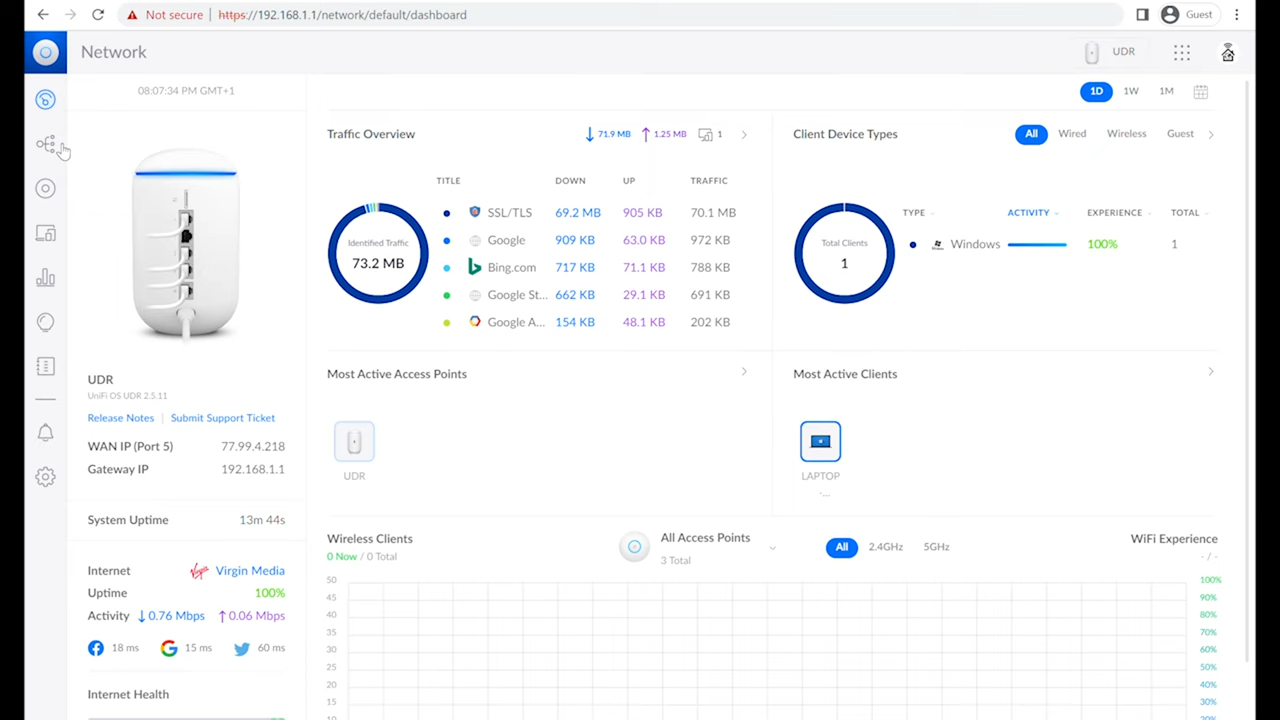 Not secure
https://192.168.1.1/network/default/dashboard
Guest
Network
UDR
08:07:34 PM GMT+1
1D
1W
1M
Traffic Overview
71.9 MB
1.25 MB
1
TITLE DOWN UP TRAFFIC
Identified Traffic
73.2 MB
SSL/TLS 69.2 MB 905 KB 70.1 MB
Google 909 KB 63.0 KB 972 KB
Bing.com 717 KB 71.1 KB 788 KB
Google St... 662 KB 29.1 KB 691 KB
Google A... 154 KB 48.1 KB 202 KB
Client Device Types
All Wired Wireless Guest
TYPE ACTIVITY EXPERIENCE TOTAL
Total Clients
1
Windows 100% 1
UDR
UniFi OS UDR 2.5.11
Release Notes | Submit Support Ticket
WAN IP (Port 5) 77.99.4.218
Gateway IP 192.168.1.1
System Uptime 13m 44s
Internet Virgin Media
Uptime 100%
Activity 0.76 Mbps 0.06 Mbps
18 ms 15 ms 60 ms
Internet Health
Most Active Access Points
UDR
Most Active Clients
LAPTOP
-...
Wireless Clients
0 Now / 0 Total
All Access Points
3 Total
All 2.4GHz 5GHz
WiFi Experience
- / -
50 100%
45 90%
40 80%
35 70%
30 60%
25 50%
20 40%
15 30%
10 20%